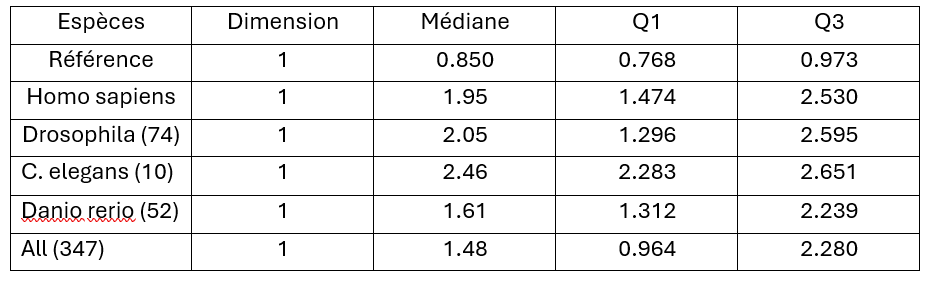 Espèces Dimension Médiane Q1 Q3
Référence 1 0.850 0.768 0.973
Homo sapiens 1 1.95 1.474 2.530
Drosophila (74) 1 2.05 1.296 2.595
C. elegans (10) 1 2.46 2.283 2.651
Danio rerio (52) 1 1.61 1.312 2.239
All (347) 1 1.48 0.964 2.280